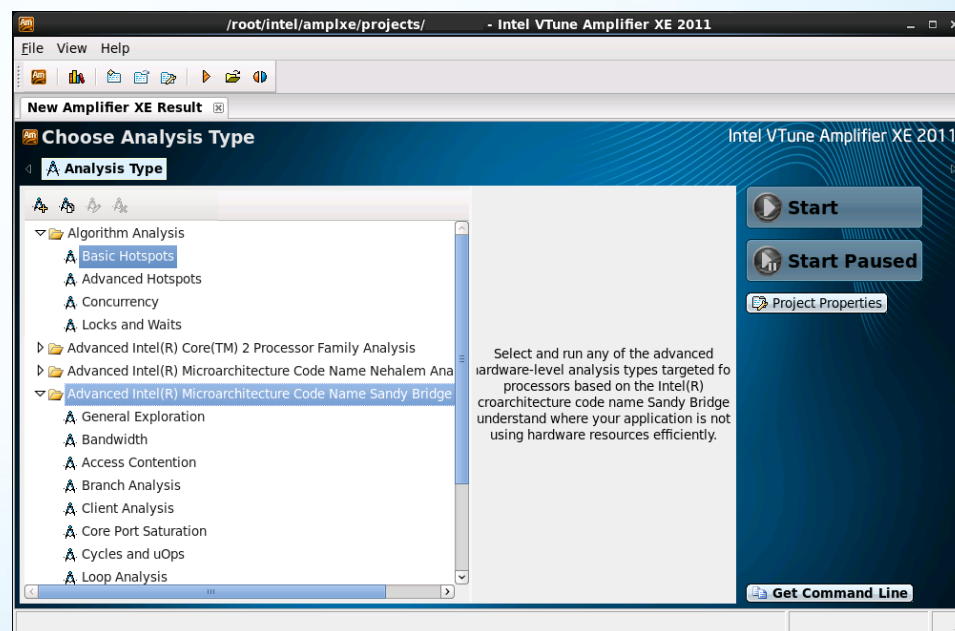 /root/intel/amplxe/projects/ - Intel VTune Amplifier XE 2011
File View Help
New Amplifier XE Result
Choose Analysis Type
Intel VTune Amplifier XE 2011
Analysis Type
Algorithm Analysis
Basic Hotspots
Advanced Hotspots
Concurrency
Locks and Waits
Advanced Intel(R) Core(TM) 2 Processor Family Analysis
Advanced Intel(R) Microarchitecture Code Name Nehalem Ana
Advanced Intel(R) Microarchitecture Code Name Sandy Bridge
General Exploration
Bandwidth
Access Contention
Branch Analysis
Client Analysis
Core Port Saturation
Cycles and uOps
Loop Analysis
Select and run any of the advanced
hardware-level analysis types targeted fo
processors based on the Intel(R)
croarchitecture code name Sandy Bridge
understand where your application is not
using hardware resources efficiently.
Start
Start Paused
Project Properties
Get Command Line